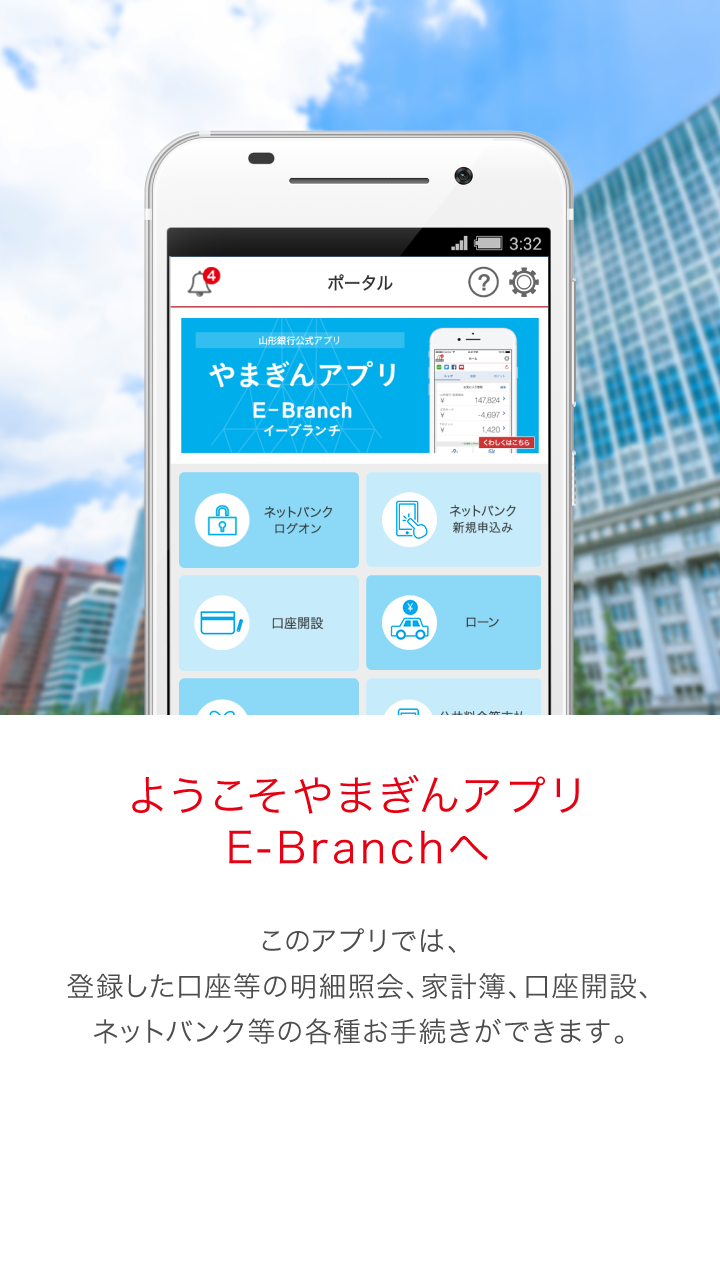 3:32
4
ポータル
?
山形銀行公式アプリ
やまぎんアプリ
E-Branch
イーブランチ
ホーム
147,824
-4,697
1,420
くわしくはこちら
ネットバンク
ログオン
ネットバンク
新規申込み
口座開設
¥
ローン
ようこそやまぎんアプリ
E-Branchへ
このアプリでは、
登録した口座等の明細照会、家計簿、口座開設、
ネットバンク等の各種お手続きができます。